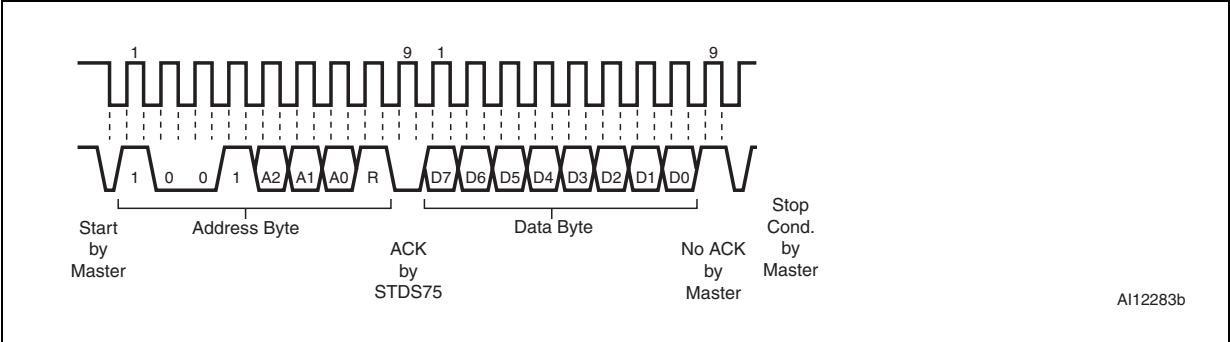 1 9 1 9
1 0 0 1 A2 A1 A0 R D7 D6 D5 D4 D3 D2 D1 D0
Start
by
Master
Address Byte
ACK
by
STDS75
Data Byte
No ACK
by
Master
Stop
Cond.
by
Master
AI12283b